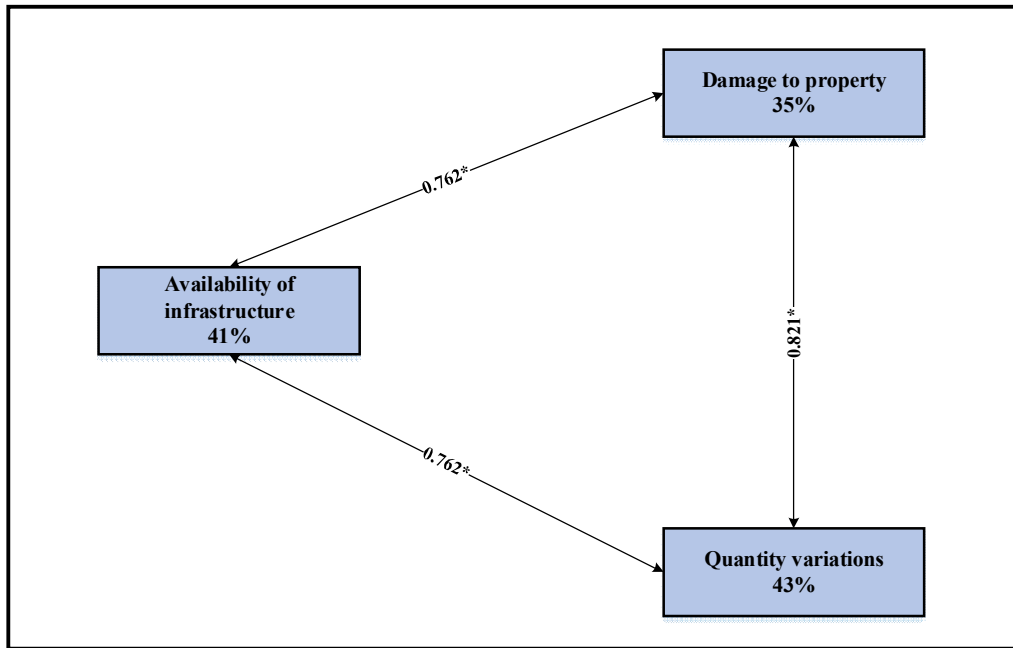 Damage to property
35%
0.762*
Availability of
infrastructure
41%
0.821*
0.762*
Quantity variations
43%